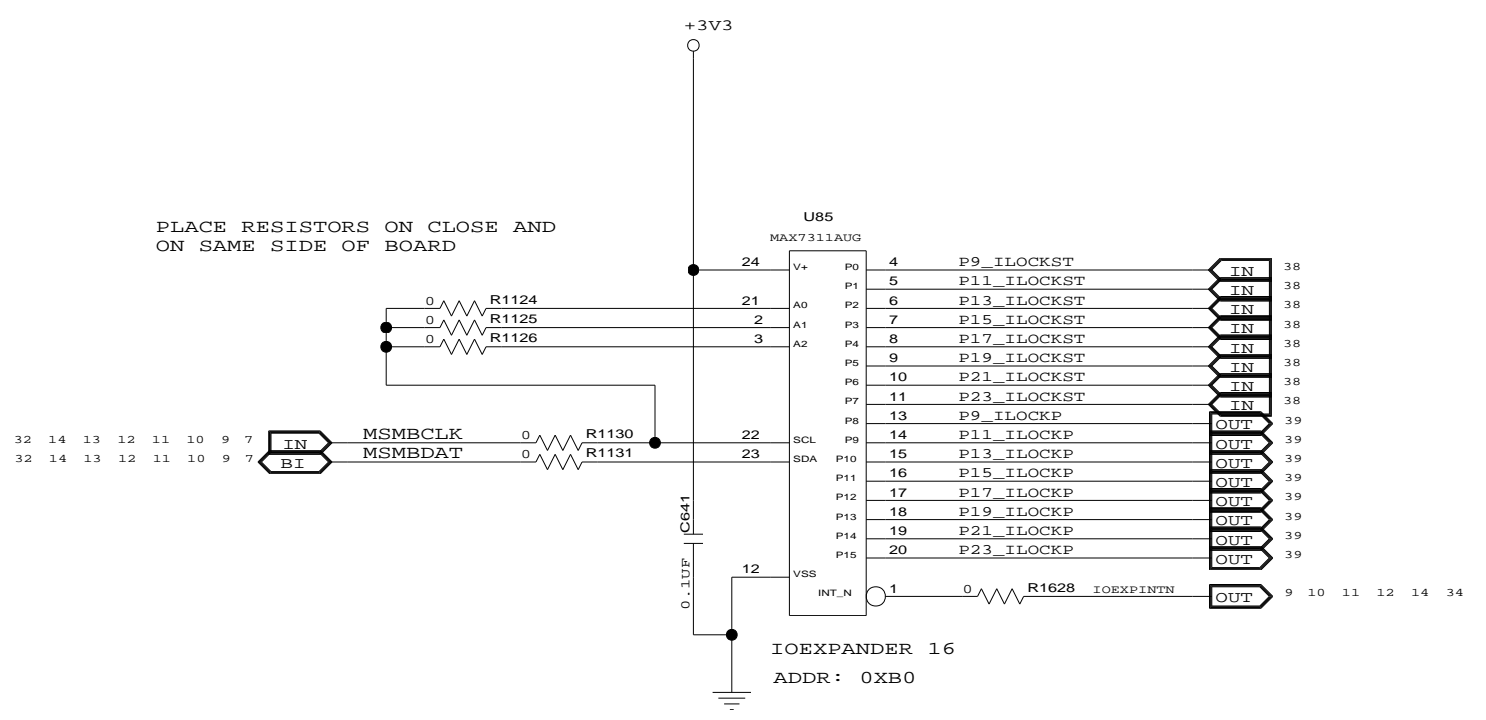 +3V3
PLACE RESISTORS ON CLOSE AND
ON SAME SIDE OF BOARD
U85
MAX7311AUG
24 V+ P0 4 P9_ILOCKST IN 38
P1 5 P11_ILOCKST IN 38
0 R1124 21 A0 P2 6 P13_ILOCKST IN 38
0 R1125 2 A1 P3 7 P15_ILOCKST IN 38
0 R1126 3 A2 P4 8 P17_ILOCKST IN 38
P5 9 P19_ILOCKST IN 38
P6 10 P21_ILOCKST IN 38
P7 11 P23_ILOCKST IN 38
P8 13 P9_ILOCKP OUT 39
32 14 13 12 11 10 9 7 IN MSMBCLK 0 R1130 22 SCL P9 14 P11_ILOCKP OUT 39
32 14 13 12 11 10 9 7 BI MSMBDAT 0 R1131 23 SDA P10 15 P13_ILOCKP OUT 39
P11 16 P15_ILOCKP OUT 39
P12 17 P17_ILOCKP OUT 39
P13 18 P19_ILOCKP OUT 39
P14 19 P21_ILOCKP OUT 39
P15 20 P23_ILOCKP OUT 39
C641
0.1UF
12 VSS
INT_N 1 0 R1628 IOEXPINTN OUT 9 10 11 12 14 34
IOEXPANDER 16
ADDR: 0XB0